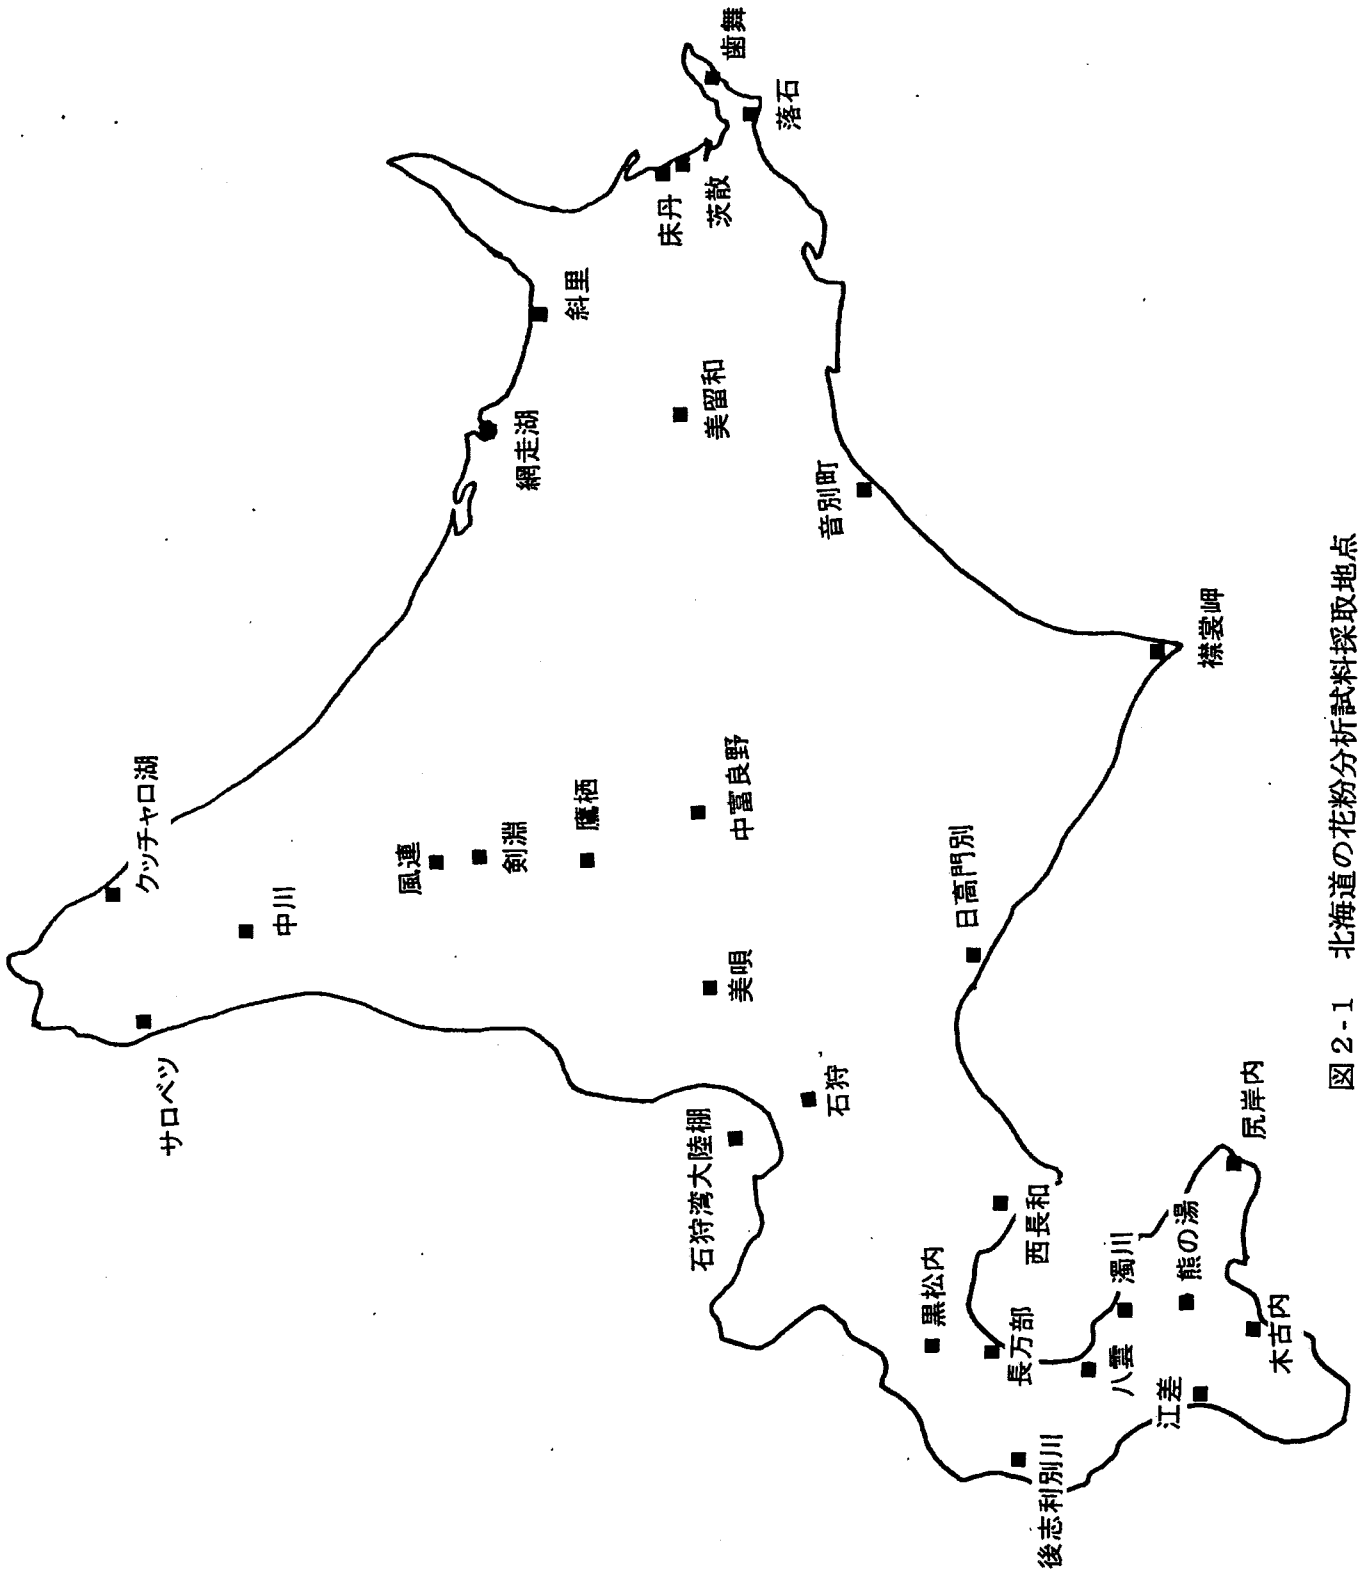 サロベツ
クッチャロ湖
中川
風連
剣淵
鷹栖
中富良野
美唄
石狩
石狩湾大陸棚
網走湖
斜里
床丹
茨散
歯舞
落石
美留和
音別町
襟裳岬
日高門別
西長和
黒松内
長万部
八雲
濁川
熊の湯
尻岸内
木古内
江差
後志利別川
図2-1 北海道の花粉分析試料採取地点